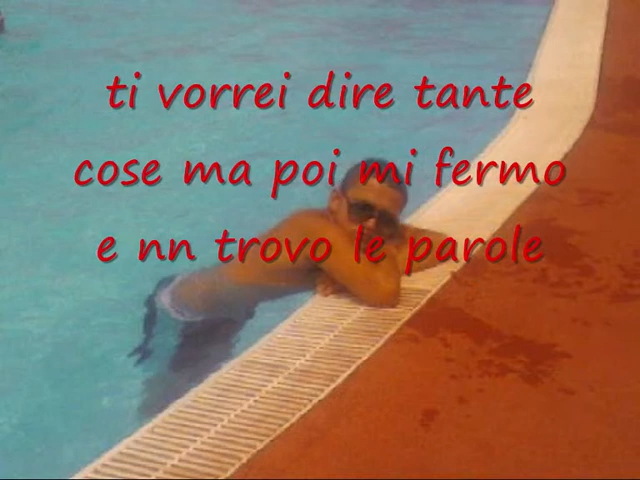 ti vorrei dire tante
cose ma poi mi fermo
e nn trovo le parole